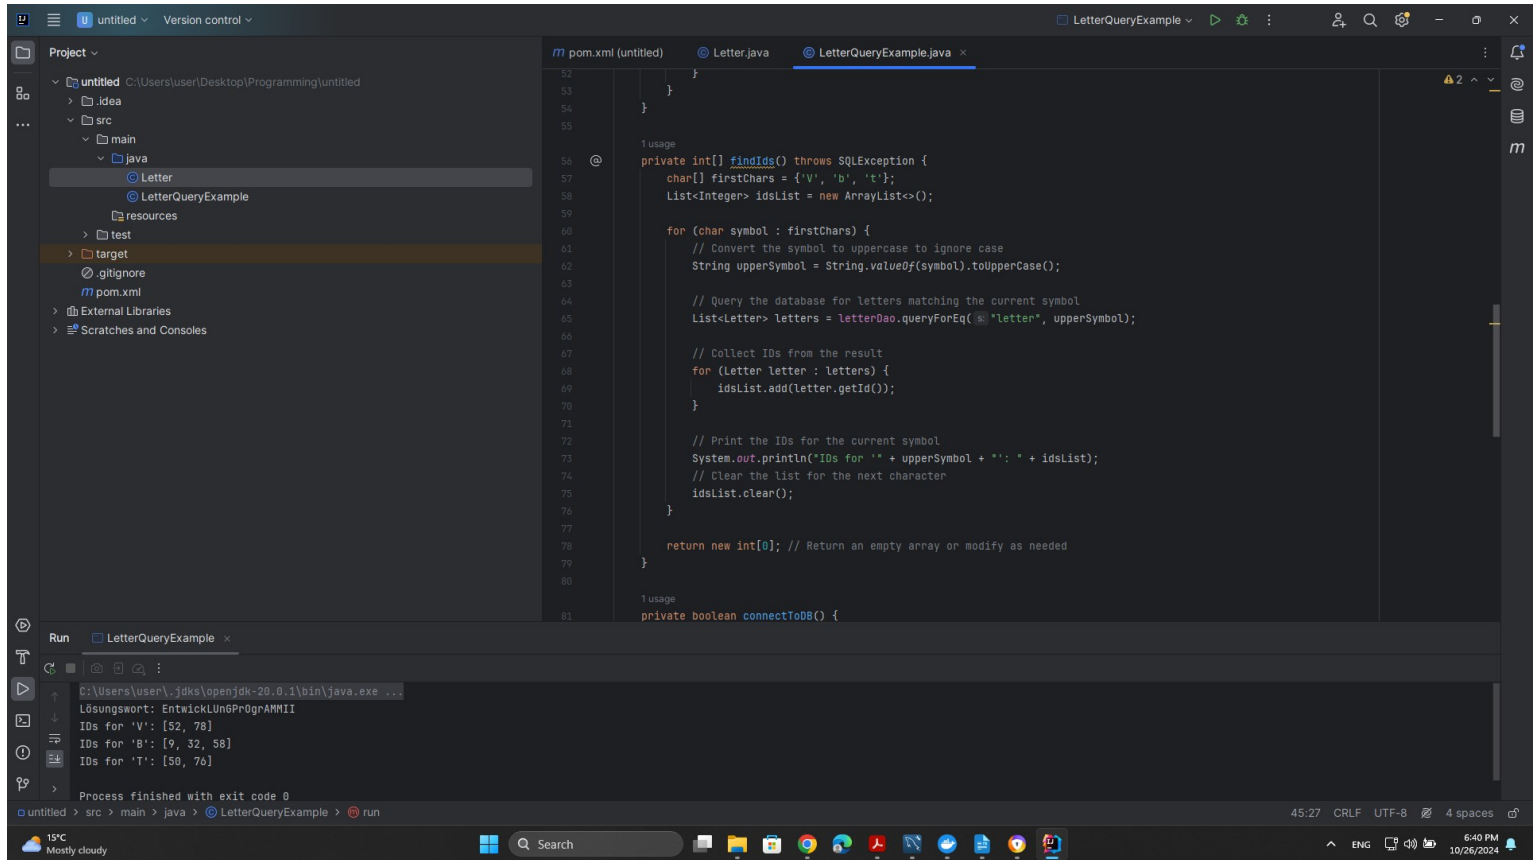 U untitled Version control LetterQueryExample
Project
pom.xml (untitled) Letter.java LetterQueryExample.java
untitled C:\Users\user\Desktop\Programming\untitled
.idea
src
main
java
Letter
LetterQueryExample
resources
test
target
.gitignore
m pom.xml
External Libraries
Scratches and Consoles
2
52 }
53 }
54 }
55
1 usage
56 @ private int[] findIds() throws SQLException {
57 char[] firstChars = {'V', 'b', 't'};
58 List<Integer> idsList = new ArrayList<>();
59
60 for (char symbol : firstChars) {
61 // Convert the symbol to uppercase to ignore case
62 String upperSymbol = String.valueOf(symbol).toUpperCase();
63
64 // Query the database for letters matching the current symbol
65 List<Letter> letters = letterDao.queryForEq( s: "letter", upperSymbol);
66
67 // Collect IDs from the result
68 for (Letter letter : letters) {
69 idsList.add(letter.getId());
70 }
71
72 // Print the IDs for the current symbol
73 System.out.println("IDs for '" + upperSymbol + "': " + idsList);
74 // Clear the list for the next character
75 idsList.clear();
76 }
77
78 return new int[0]; // Return an empty array or modify as needed
79 }
80
1 usage
81 private boolean connectToDB() {
Run LetterQueryExample
C:\Users\user\.jdks\openjdk-20.0.1\bin\java.exe ...
Lösungswort: EntwickLUnGPrOgrAMMII
IDs for 'V': [52, 78]
IDs for 'B': [9, 32, 58]
IDs for 'T': [50, 76]
Process finished with exit code 0
untitled > src > main > java > LetterQueryExample > run 45:27 CRLF UTF-8 4 spaces
15°C
Mostly cloudy
Search
ENG
6:40 PM
10/26/2024